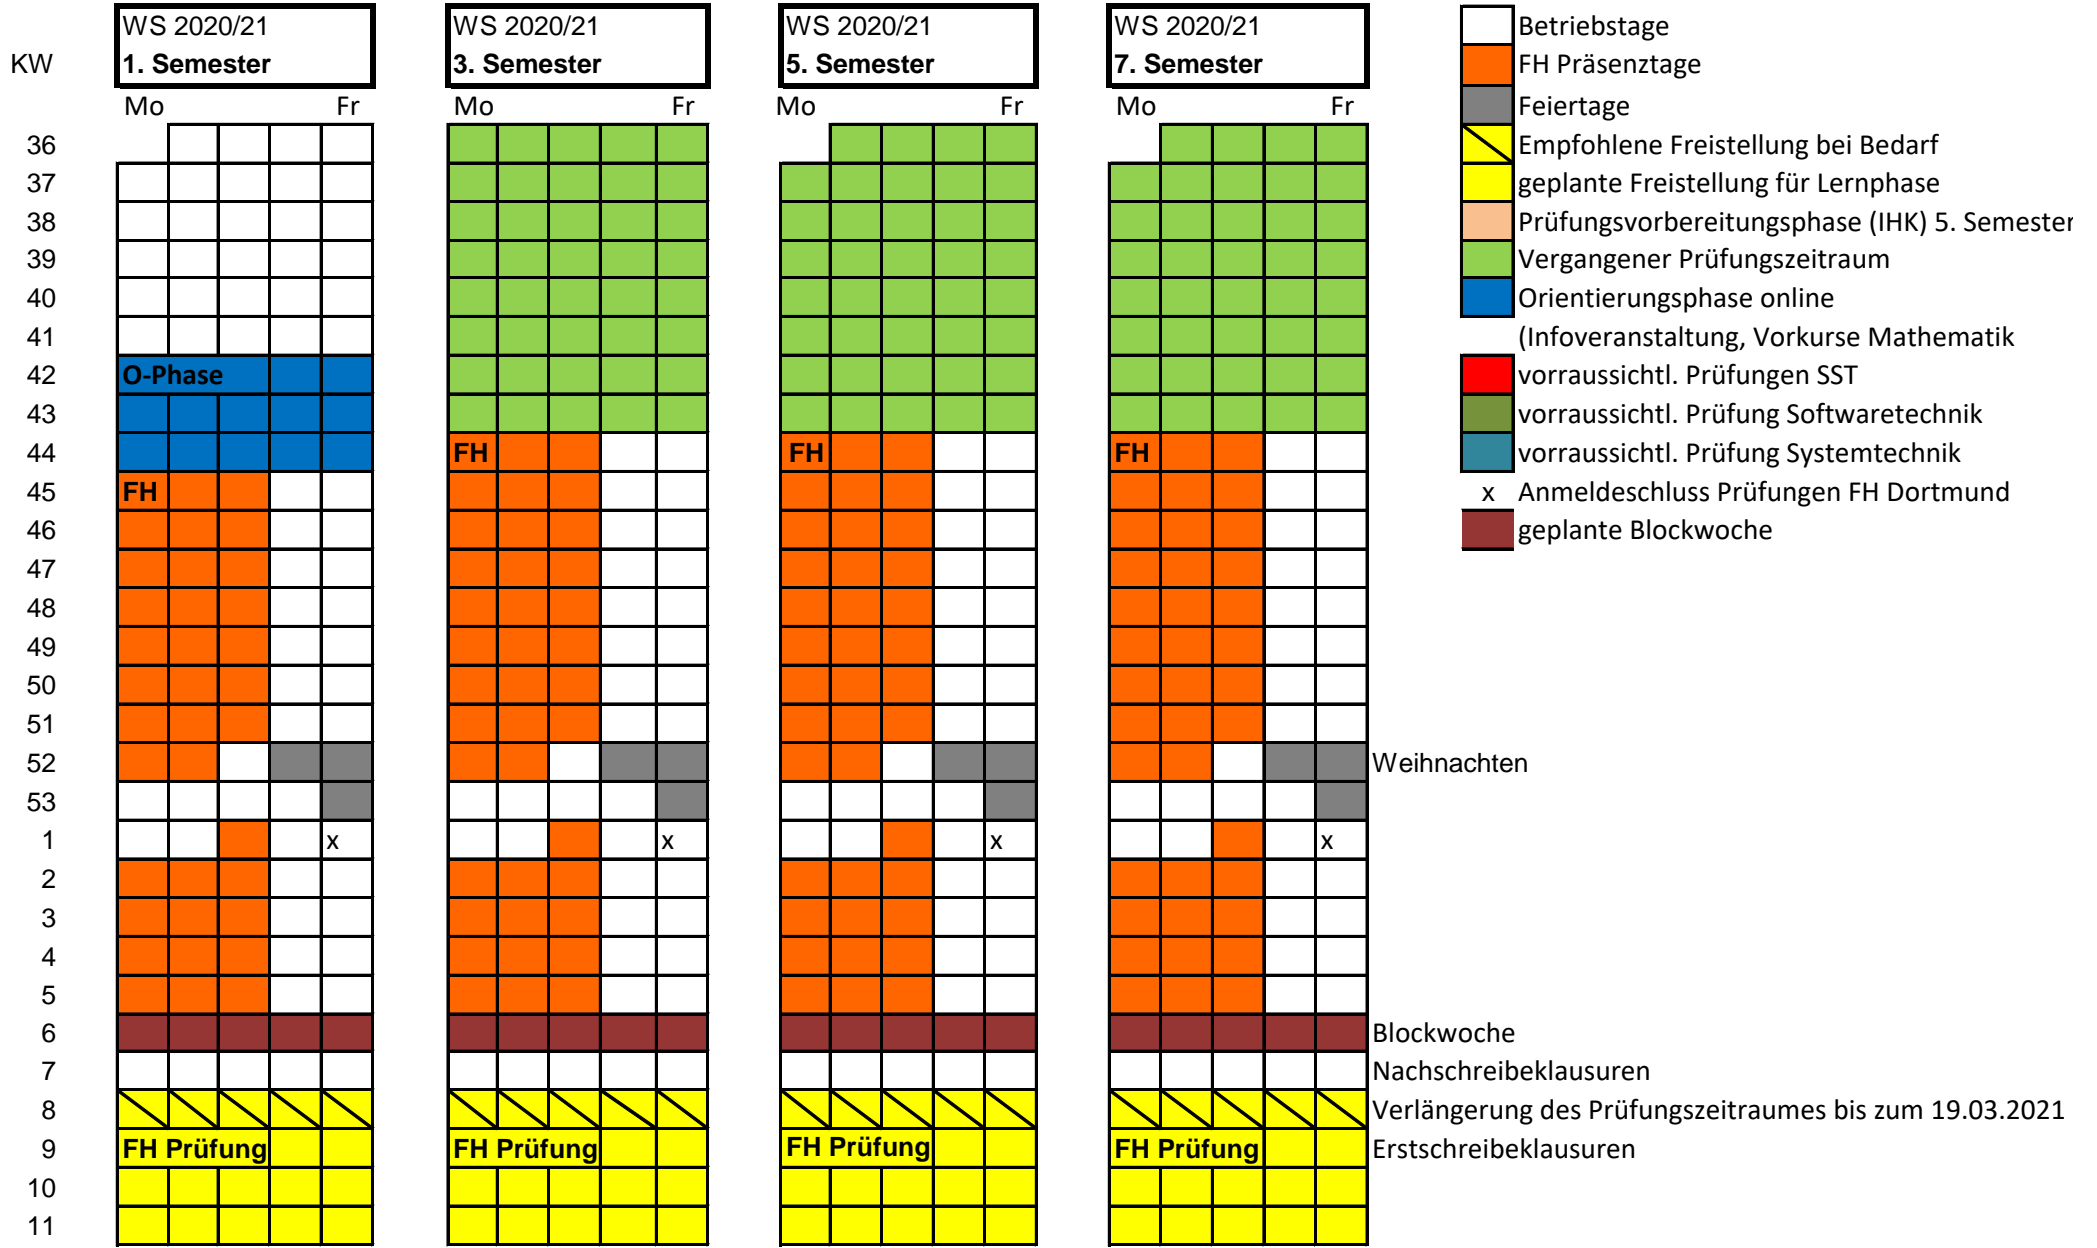 WS 2020/21 WS 2020/21 WS 2020/21 WS 2020/21
KW 1. Semester 3. Semester 5. Semester 7. Semester
Mo Fr Mo Fr Mo Fr Mo Fr
Betriebstage
FH Präsenztage
Feiertage
Empfohlene Freistellung bei Bedarf
geplante Freistellung für Lernphase
Prüfungsvorbereitungsphase (IHK) 5. Semester
Vergangener Prüfungszeitraum
Orientierungsphase online
(Infoveranstaltung, Vorkurse Mathematik
vorraussichtl. Prüfungen SST
vorraussichtl. Prüfung Softwaretechnik
vorraussichtl. Prüfung Systemtechnik
x Anmeldeschluss Prüfungen FH Dortmund
geplante Blockwoche
36
37
38
39
40
41
42 O-Phase
43
44 FH FH FH
45 FH
46
47
48
49
50
51
52 Weihnachten
53
1 x x x x
2
3
4
5
6 Blockwoche
7 Nachschreibeklausuren
8 Verlängerung des Prüfungszeitraumes bis zum 19.03.2021
9 FH Prüfung FH Prüfung FH Prüfung FH Prüfung Erstschreibeklausuren
10
11